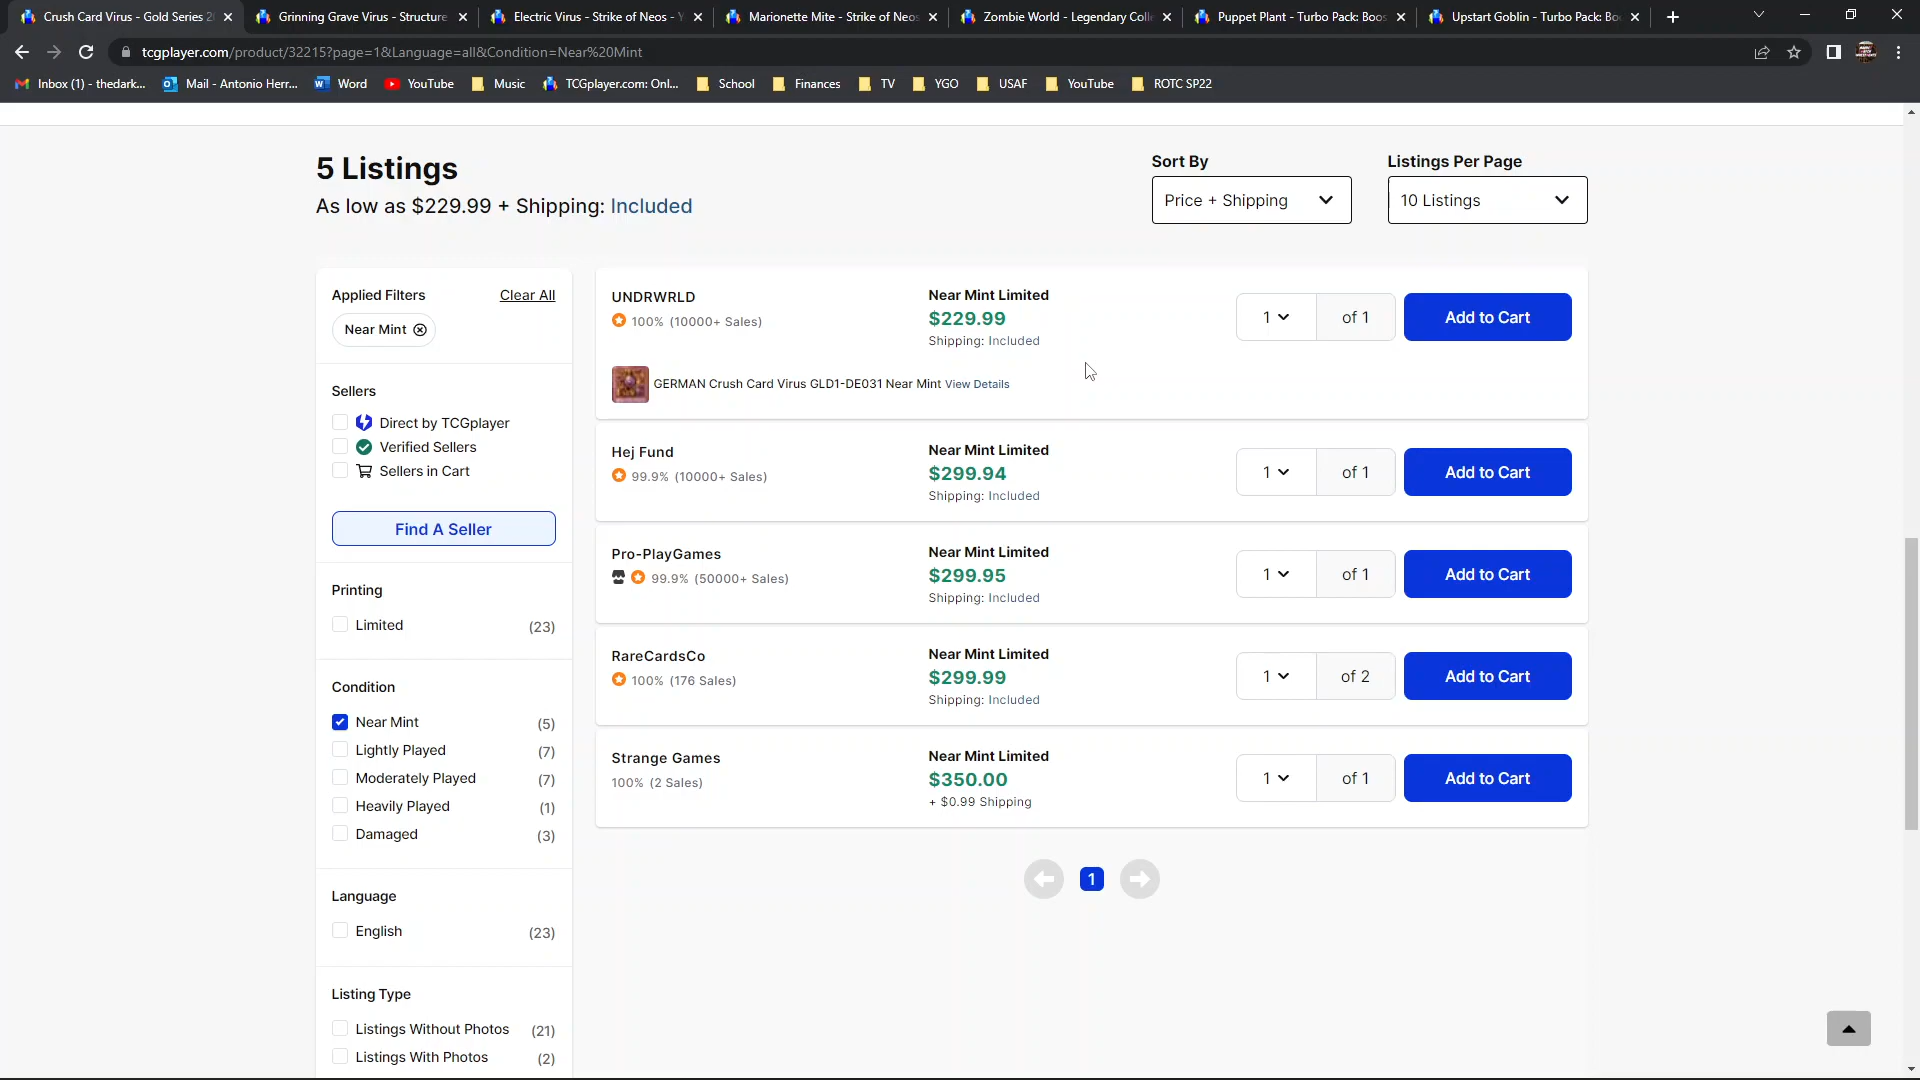 Crush Card Virus - Gold Series 2
Grinning Grave Virus - Structure
Electric Virus - Strike of Neos - Y
Marionette Mite - Strike of Neos
Zombie World - Legendary Colle
Puppet Plant - Turbo Pack: Boos
Upstart Goblin - Turbo Pack: Bo
tcgplayer.com/product/32215?page=1&Language=all&Condition=Near%20Mint
Inbox (1) - thedark...
Mail - Antonio Herr...
Word
YouTube
Music
TCGplayer.com: Onl...
School
Finances
TV
YGO
USAF
YouTube
ROTC SP22
5 Listings
As low as $229.99 + Shipping: Included
Sort By
Price + Shipping
Listings Per Page
10 Listings
Applied Filters
Clear All
Near Mint
Sellers
Direct by TCGplayer
Verified Sellers
Sellers in Cart
Find A Seller
Printing
Limited (23)
Condition
Near Mint (5)
Lightly Played (7)
Moderately Played (7)
Heavily Played (1)
Damaged (3)
Language
English (23)
Listing Type
Listings Without Photos (21)
Listings With Photos (2)
UNDRWRLD
100% (10000+ Sales)
Near Mint Limited
$229.99
Shipping: Included
1 of 1
Add to Cart
GERMAN Crush Card Virus GLD1-DE031 Near Mint View Details
Hej Fund
99.9% (10000+ Sales)
Near Mint Limited
$299.94
Shipping: Included
1 of 1
Add to Cart
Pro-PlayGames
99.9% (50000+ Sales)
Near Mint Limited
$299.95
Shipping: Included
1 of 1
Add to Cart
RareCardsCo
100% (176 Sales)
Near Mint Limited
$299.99
Shipping: Included
1 of 2
Add to Cart
Strange Games
100% (2 Sales)
Near Mint Limited
$350.00
+ $0.99 Shipping
1 of 1
Add to Cart
1